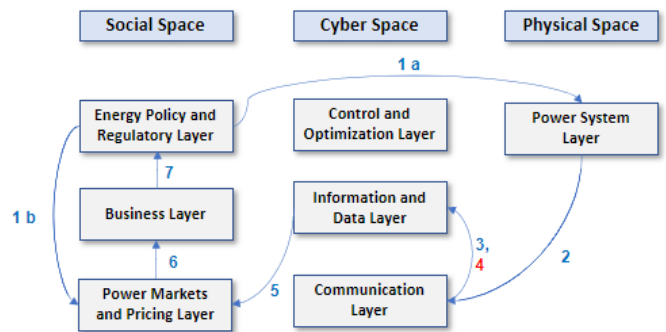 Social Space
Cyber Space
Physical Space
1 a
Energy Policy and
Regulatory Layer
Control and
Optimization Layer
Power System
Layer
7
1 b
Business Layer
Information and
Data Layer
3,
4
2
6
5
Power Markets
and Pricing Layer
Communication
Layer